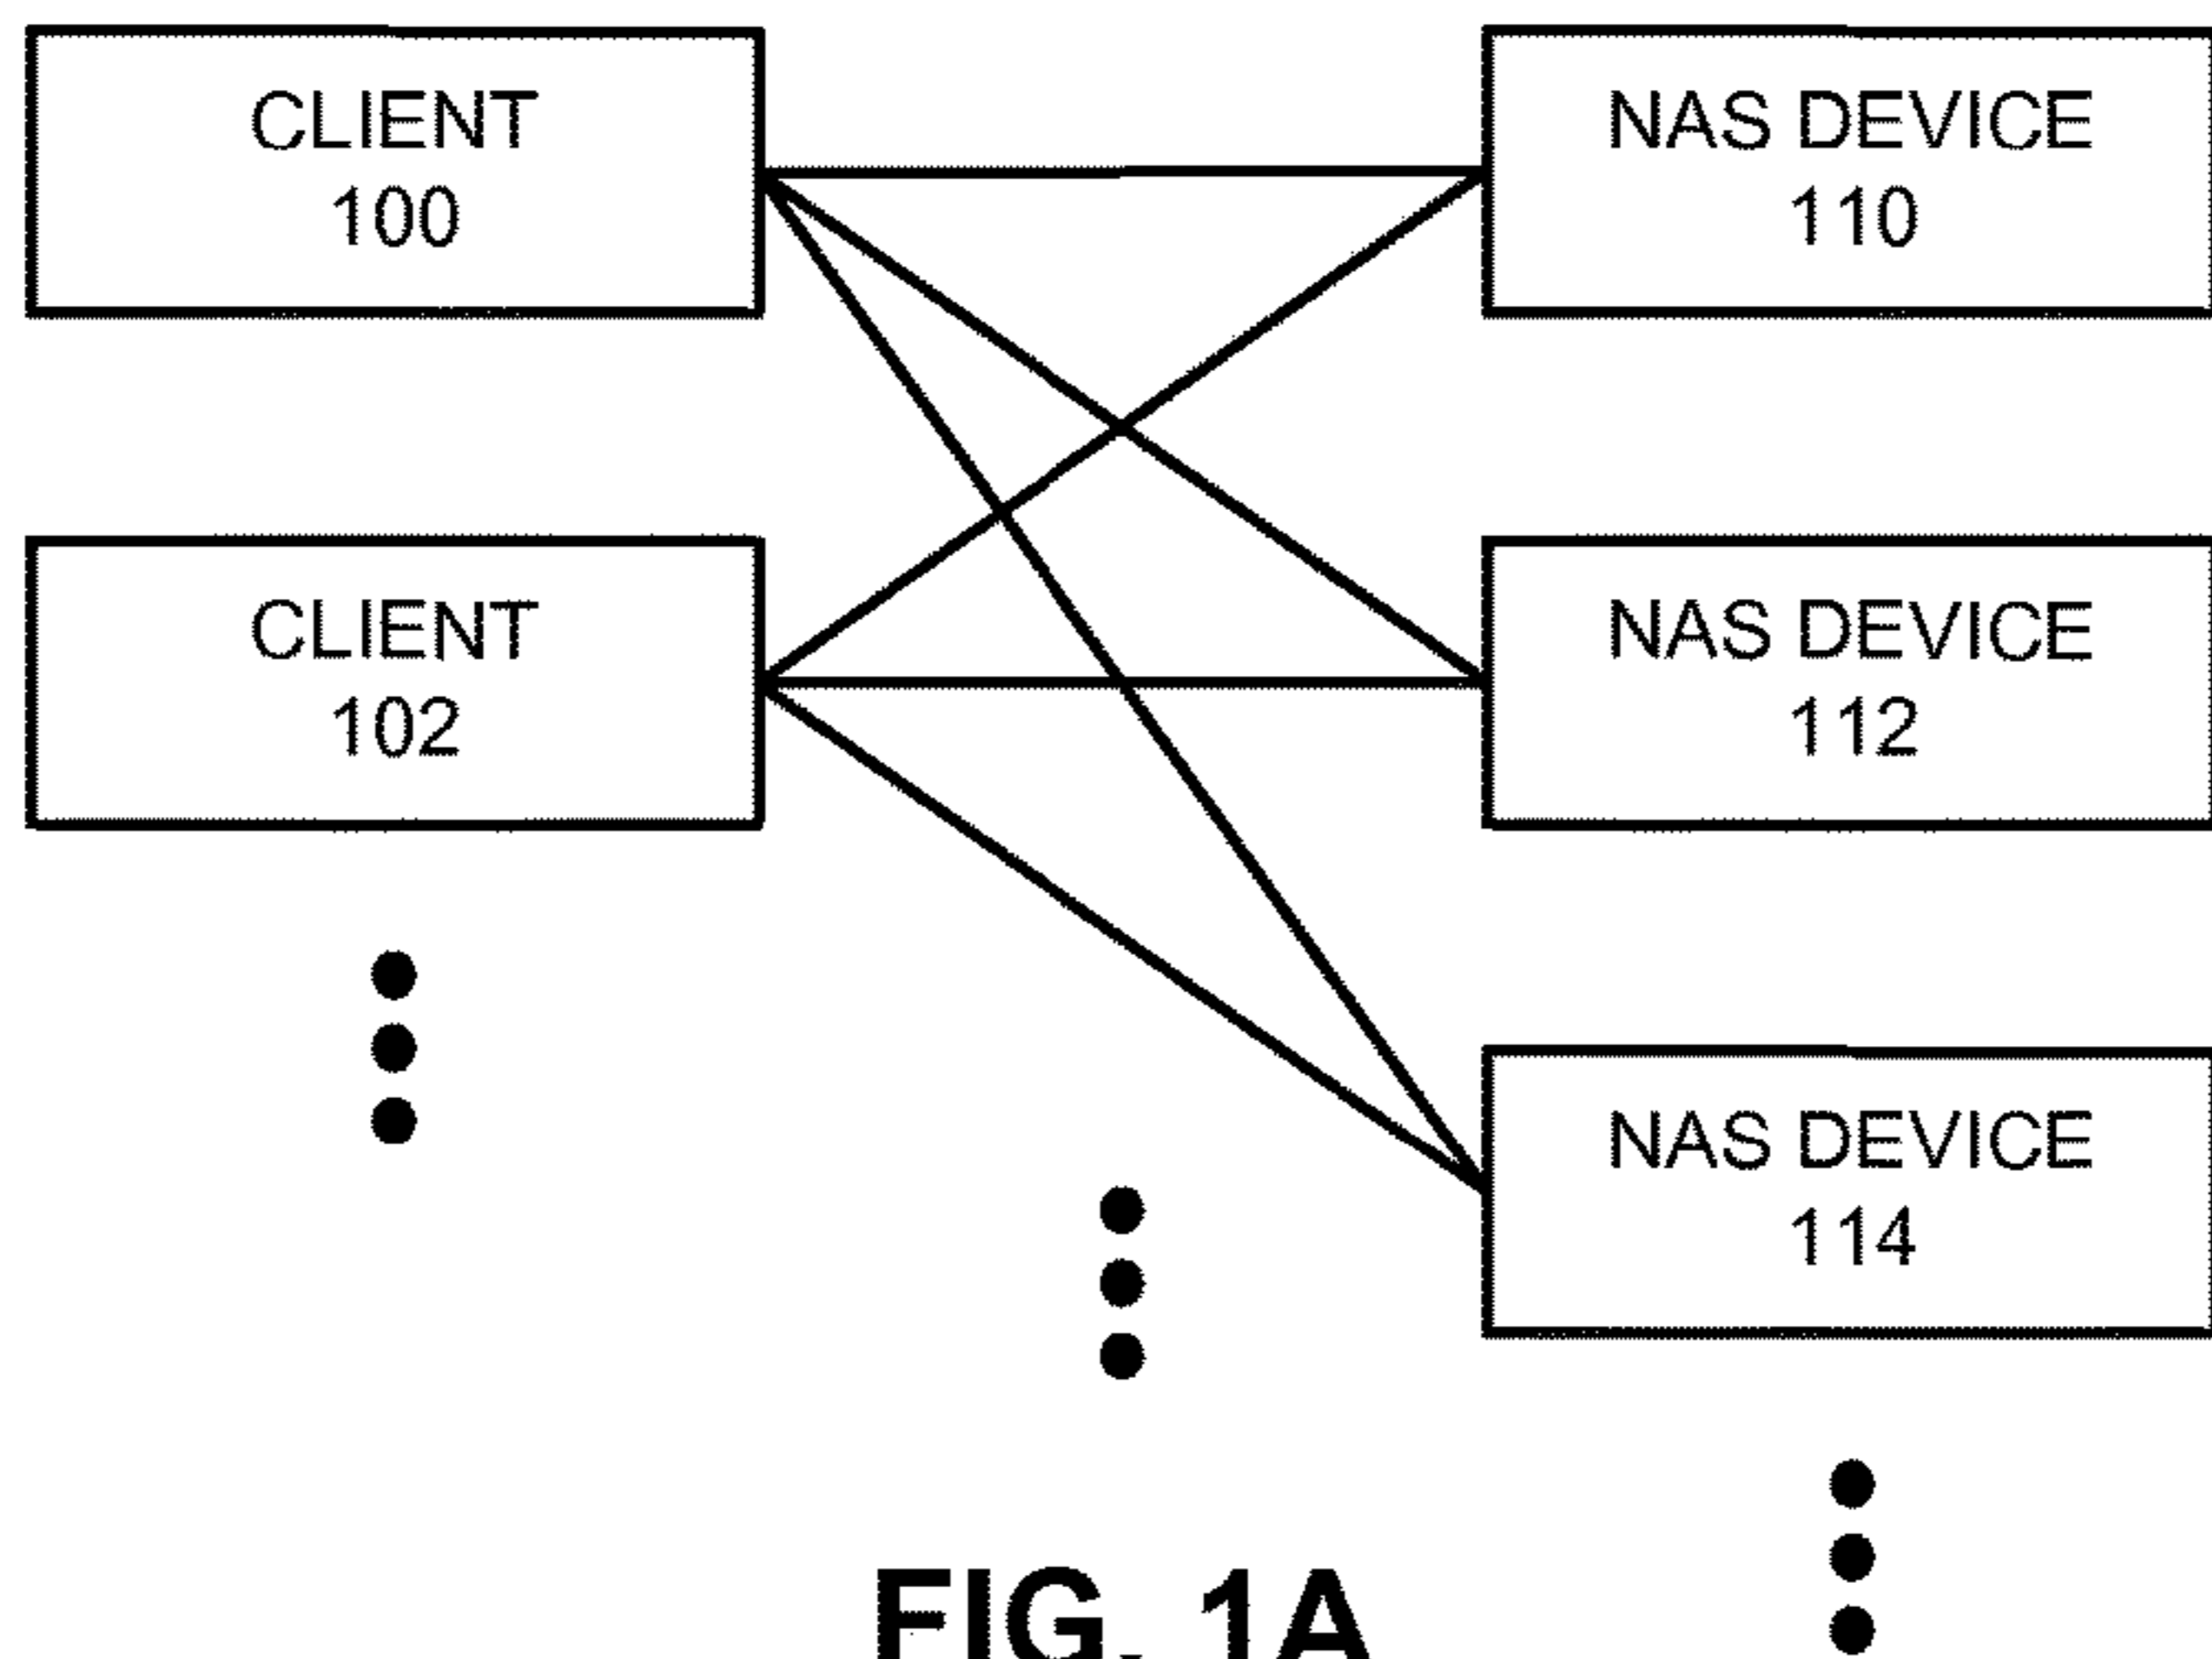 CLIENT
100
NAS DEVICE
110
CLIENT
102
NAS DEVICE
112
NAS DEVICE
114
FIG. 1A